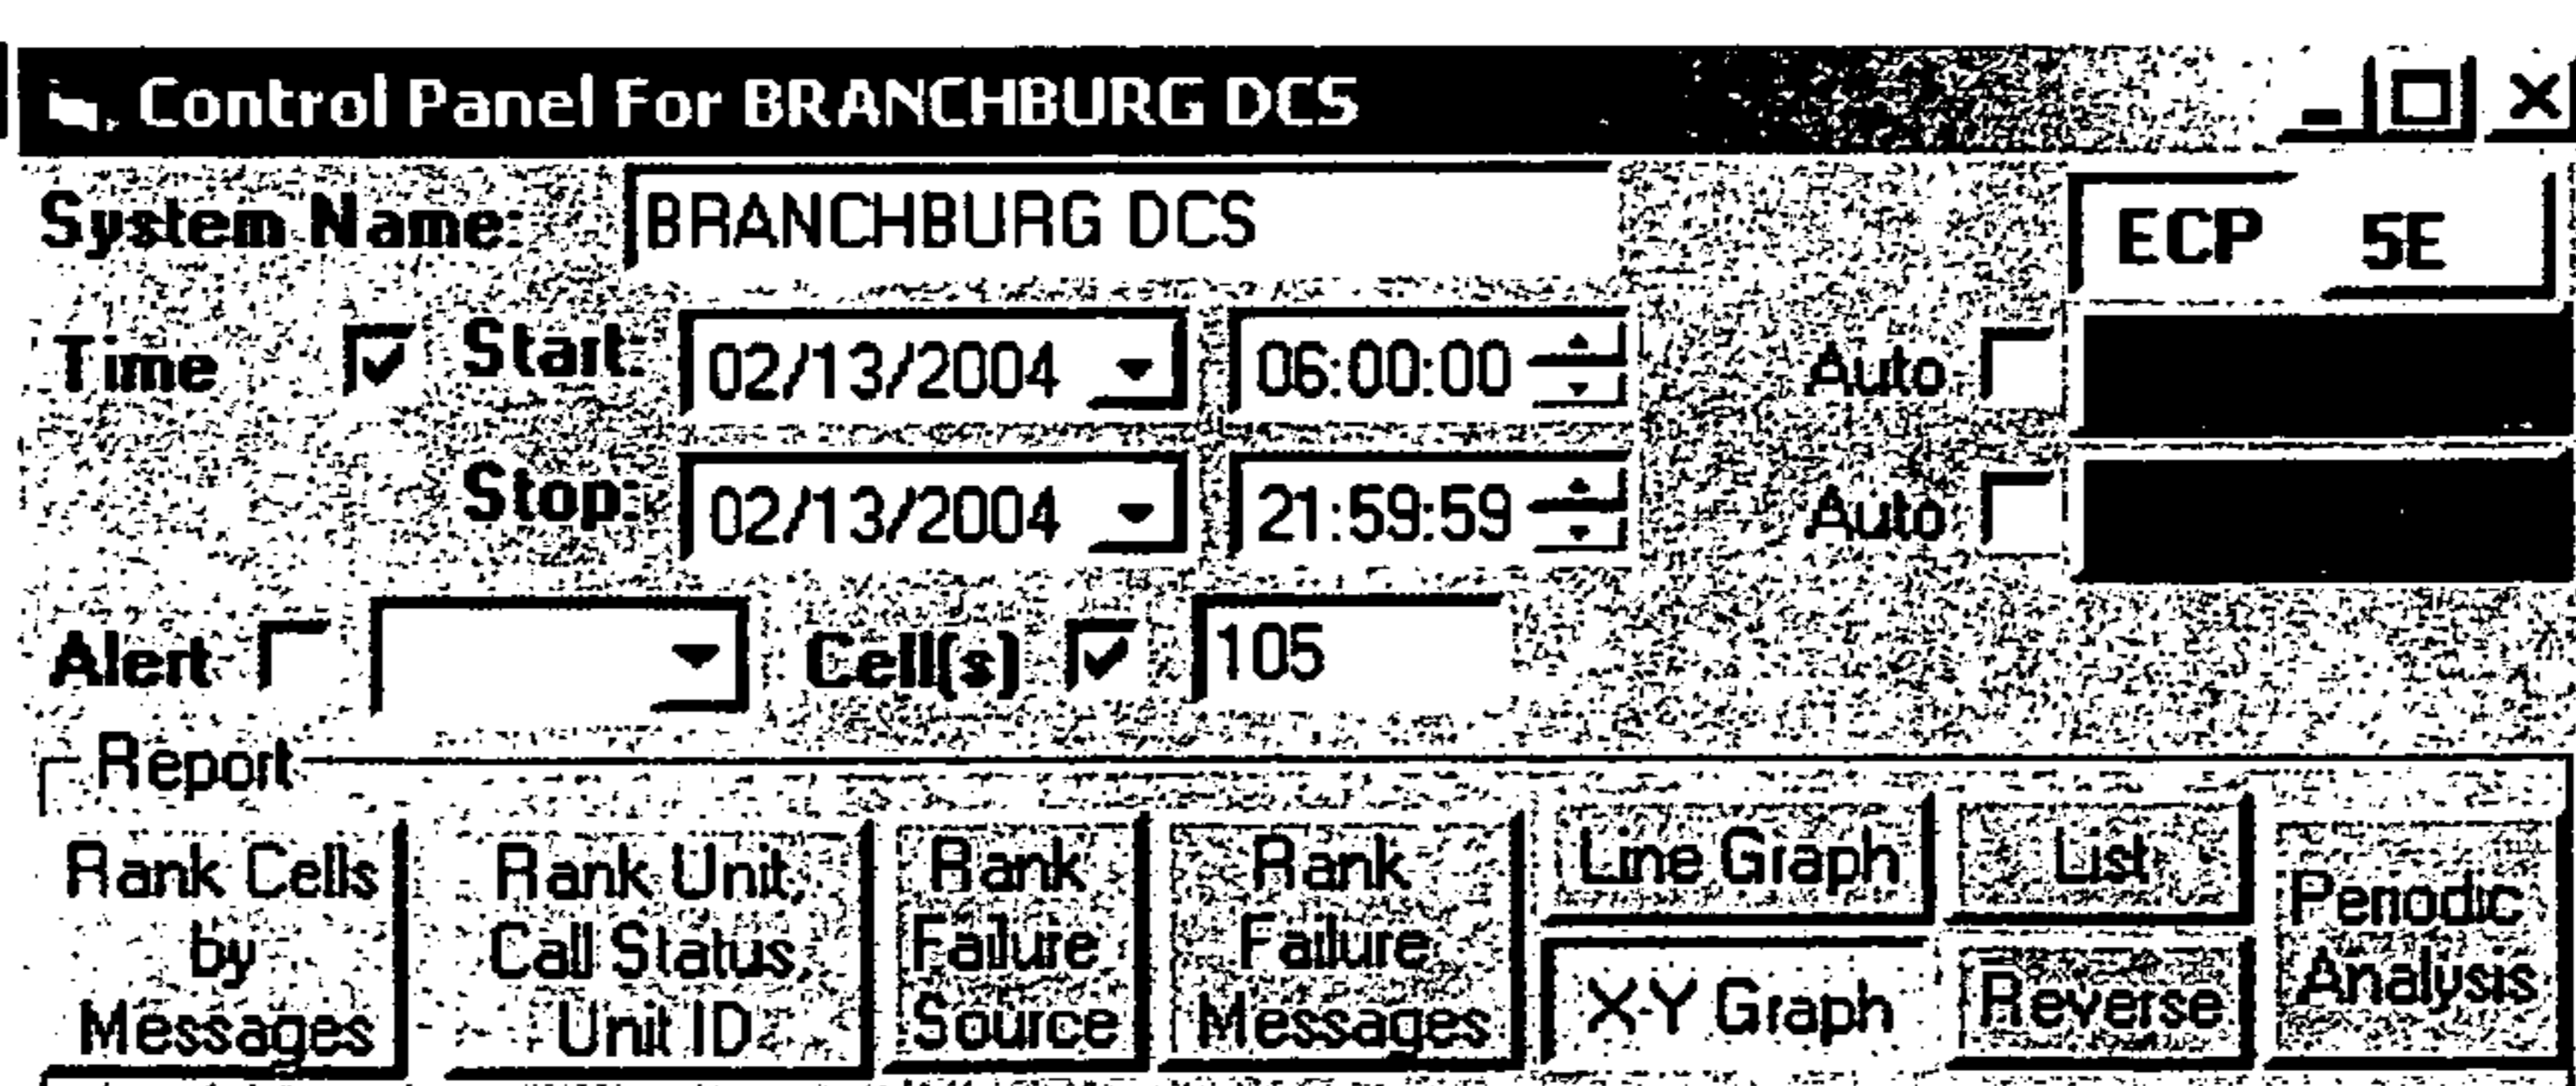 Control Panel For BRANCHBURG DCS
System Name: BRANCHBURG DCS ECP 5E
Time Start: 02/13/2004 06:00:00 Auto
Stop: 02/13/2004 21:59:59 Auto
Alert Cell(s) 105
Report
Rank Cells by Messages
Rank Unit, Call Status, Unit ID
Rank Failure Source
Rank Failure Messages
Line Graph
List
Periodic Analysis
X-Y Graph
Reverse